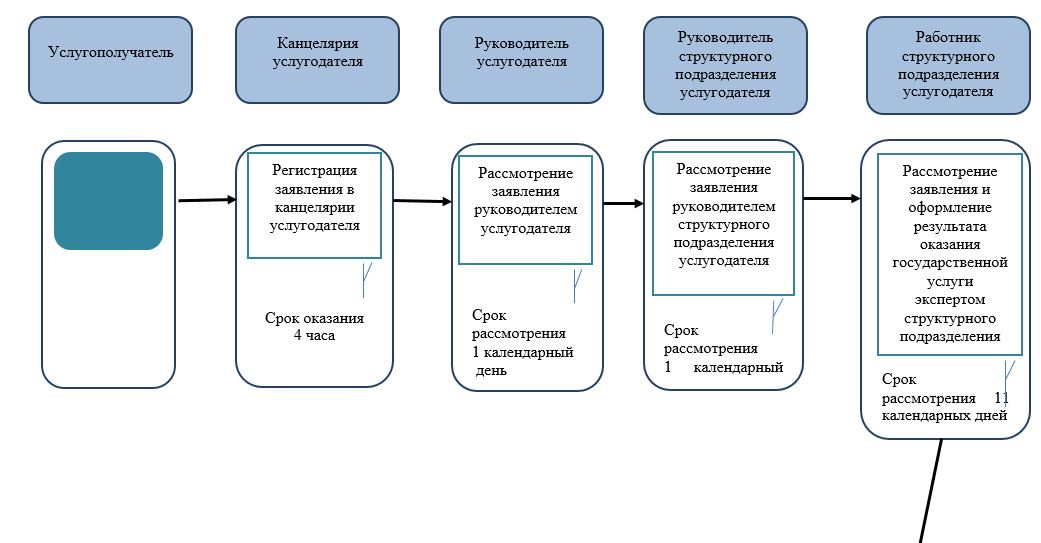 Услугополучатель
Канцелярия
услугодателя
Руководитель
услугодателя
Руководитель
структурного
подразделения
услугодателя
Работник
структурного
подразделения
услугодателя
Регистрация
заявления в
канцелярии
услугодателя
Срок оказания
4 часа
Рассмотрение
заявления
руководителем
услугодателя
Срок
рассмотрения
1 календарный
день
Рассмотрение
заявления
руководителем
структурного
подразделения
услугодателя
Срок
рассмотрения
1 календарный
Рассмотрение
заявления и
оформление
результата
оказания
государственной
услуги
экспертом
структурного
подразделения
Срок
рассмотрения 11
календарных дней